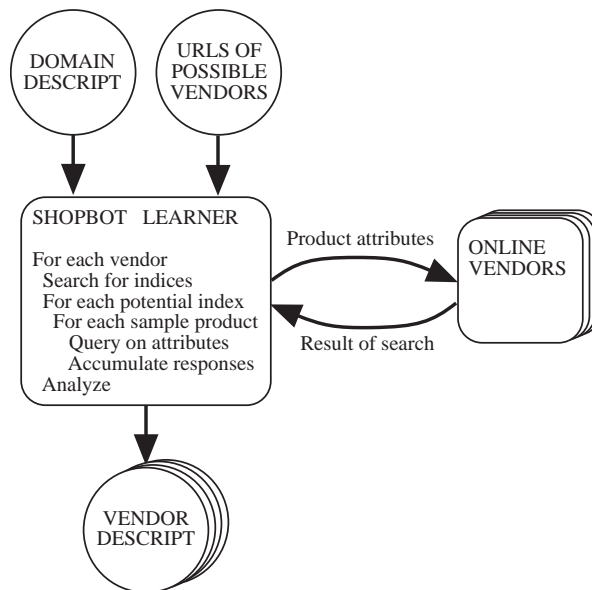 DOMAIN
DESCRIPT
URLS OF
POSSIBLE
VENDORS
SHOPBOT LEARNER
For each vendor
Search for indices
For each potential index
For each sample product
Query on attributes
Accumulate responses
Analyze
Product attributes
Result of search
ONLINE
VENDORS
VENDOR
DESCRIPT